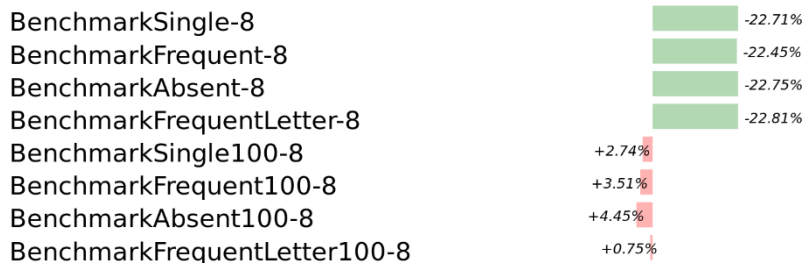 BenchmarkSingle-8 -22.71%
BenchmarkFrequent-8 -22.45%
BenchmarkAbsent-8 -22.75%
BenchmarkFrequentLetter-8 -22.81%
BenchmarkSingle100-8 +2.74%
BenchmarkFrequent100-8 +3.51%
BenchmarkAbsent100-8 +4.45%
BenchmarkFrequentLetter100-8 +0.75%